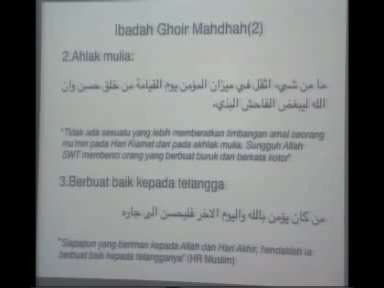 Ibadah Ghoir Mahdhah(2)
2.Ahlak mulia:
ما من شيء اثقل في ميزان المؤمن يوم القيامة من خلق حسن وان
الله ليبغض الفاحش البذيء
"Tidak ada sesuatu yang lebih memberatkan timbangan amal seorang
mu'min pada Hari Kiamat dari pada akhlak mulia. Sungguh Allah
SWT membenci orang yang berbuat buruk dan berkata kotor"
3.Berbuat baik kepada tetangga:
من كان يؤمن بالله واليوم الاخر فليحسن الى جاره
"Siapapun yang beriman kepada Allah dan Hari Akhir, hendaklah ia
berbuat baik kepada tetangganya" (HR Muslim)